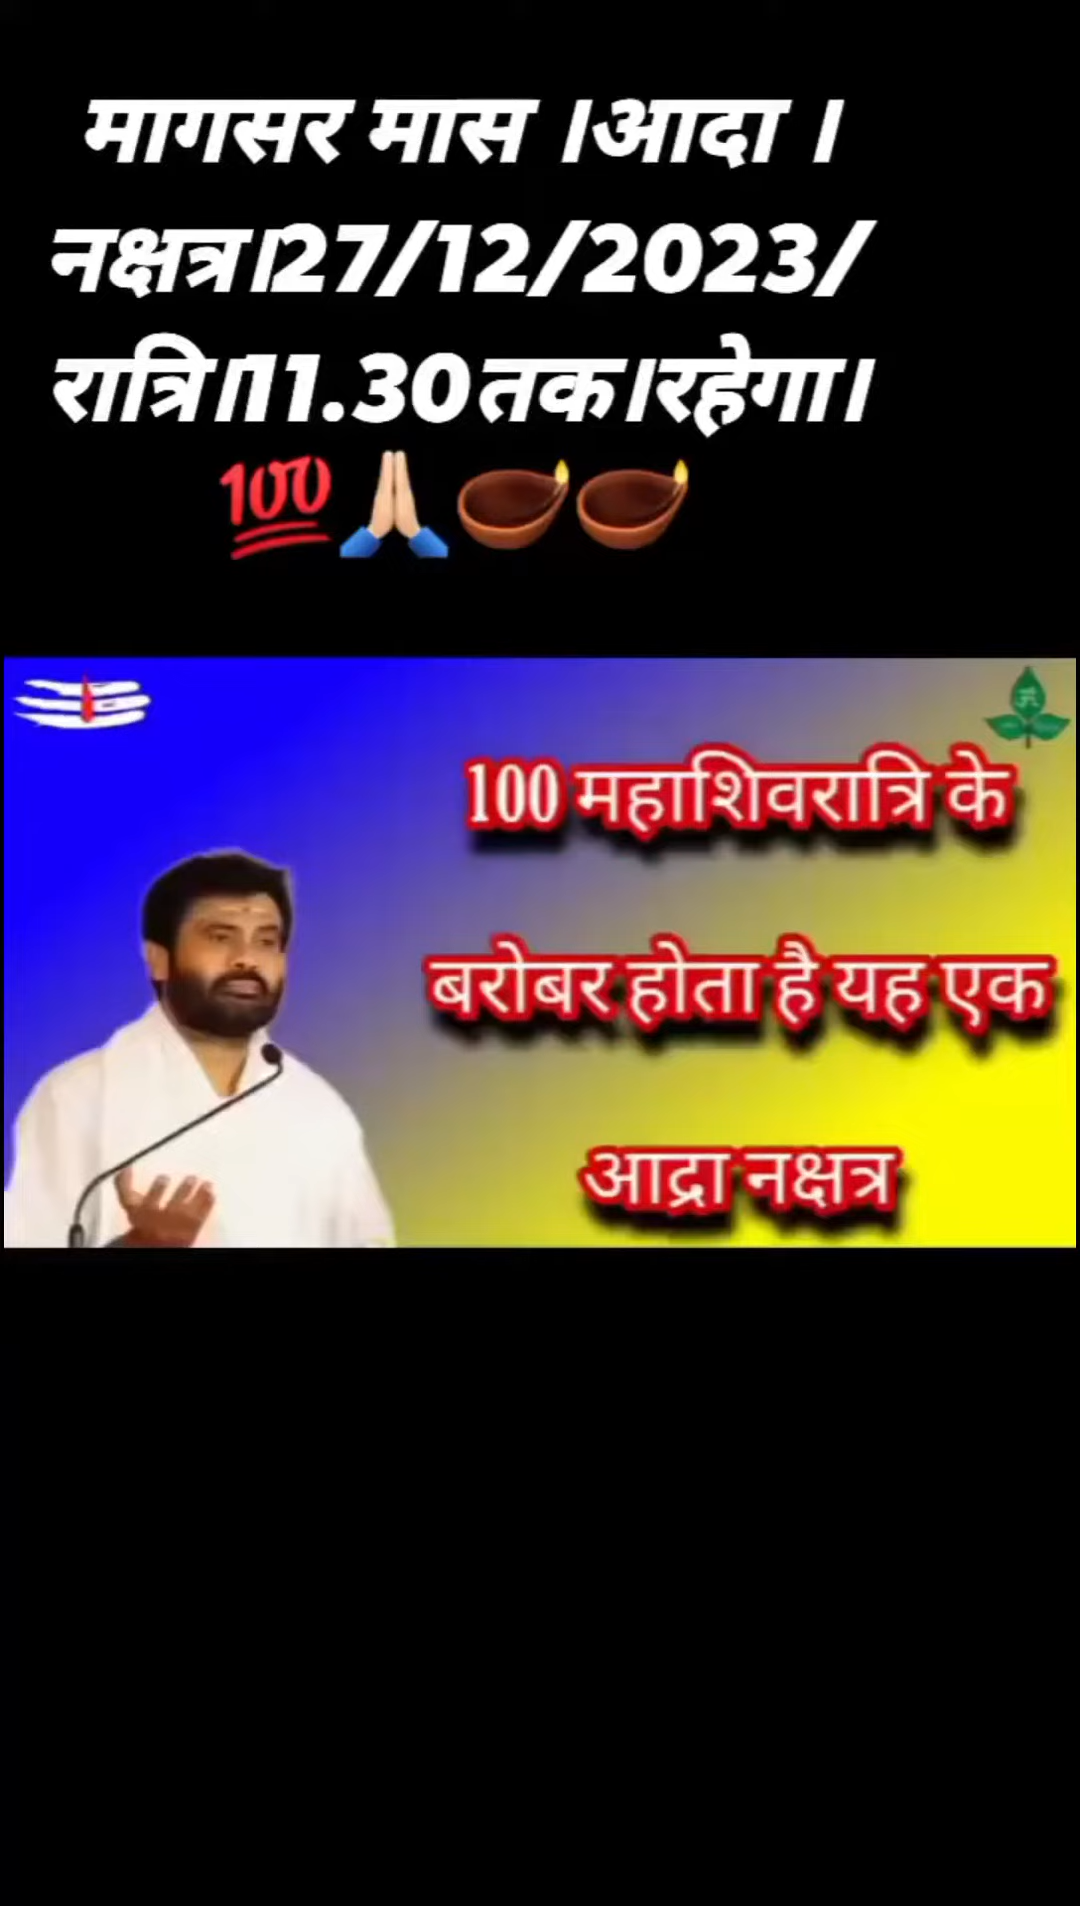 मागसर मास ।आदा ।
नक्षत्र।27/12/2023/
रात्रि।11.30तक।रहेगा।
100 महाशिवरात्रि के
बरोबर होता है यह एक
आद्रा नक्षत्र